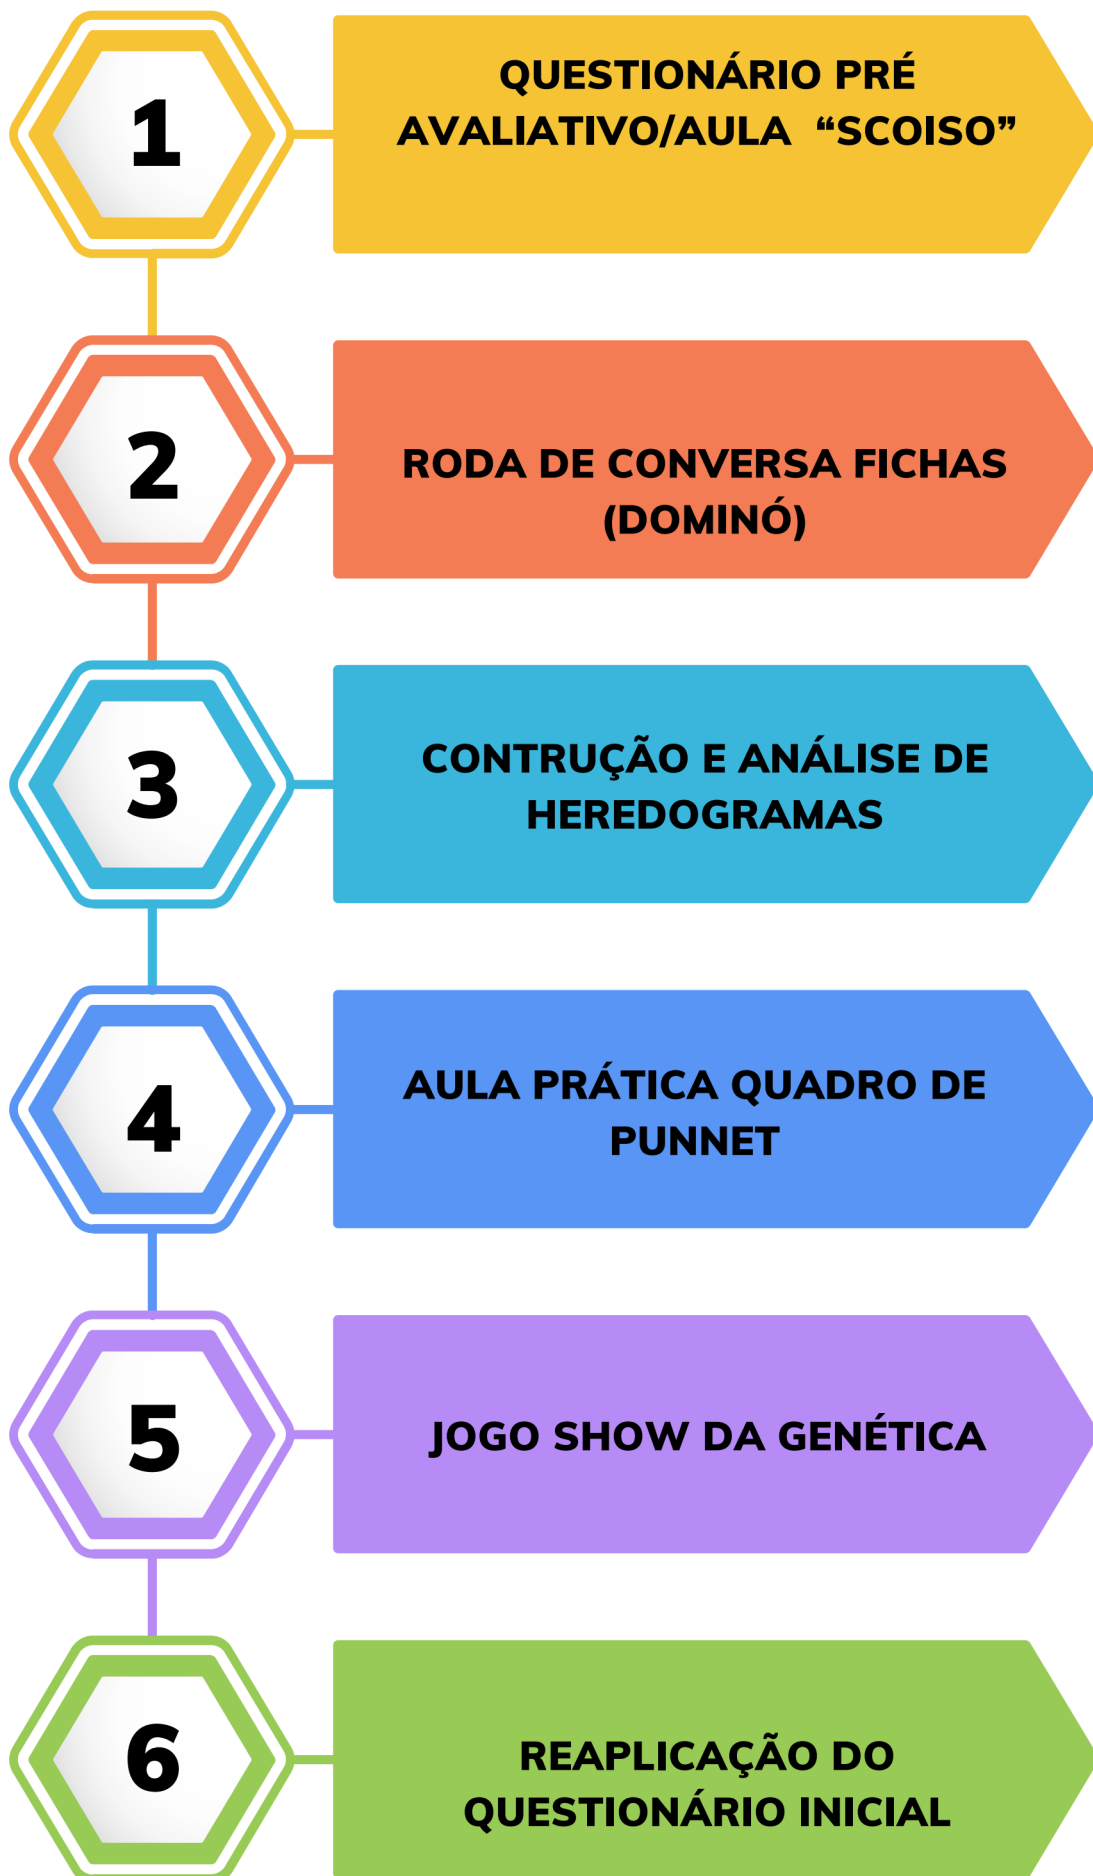 1
QUESTIONÁRIO PRÉ
AVALIATIVO/AULA “SCOISO”
2
RODA DE CONVERSA FICHAS
(DOMINÓ)
3
CONTRUÇÃO E ANÁLISE DE
HEREDOGRAMAS
4
AULA PRÁTICA QUADRO DE
PUNNET
5
JOGO SHOW DA GENÉTICA
6
REAPLICAÇÃO DO
QUESTIONÁRIO INICIAL